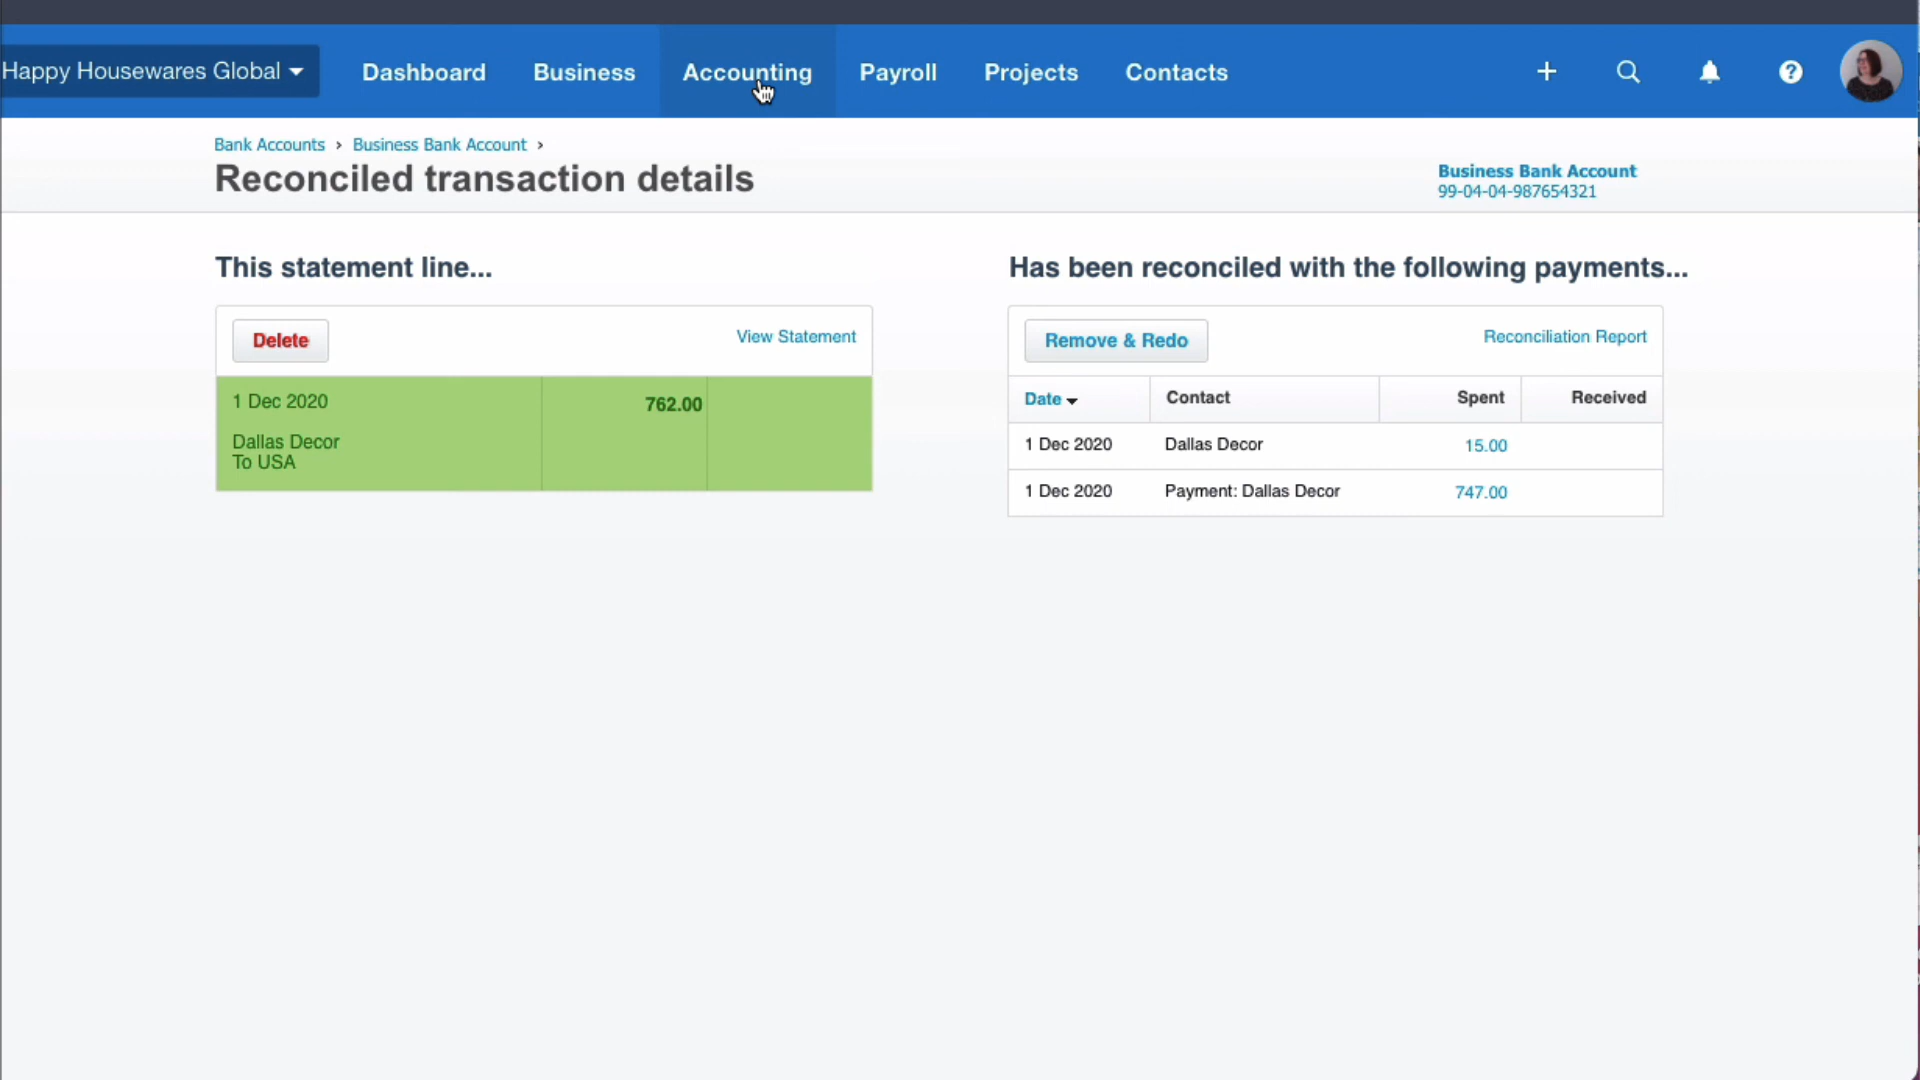 Happy Housewares Global
Dashboard
Business
Accounting
Payroll
Projects
Contacts
Bank Accounts › Business Bank Account ›
Reconciled transaction details
Business Bank Account
99-04-04-987654321
This statement line...
Delete
View Statement
1 Dec 2020
762.00
Dallas Decor
To USA
Has been reconciled with the following payments...
Remove & Redo
Reconciliation Report
Date Contact Spent Received
1 Dec 2020 Dallas Decor 15.00
1 Dec 2020 Payment: Dallas Decor 747.00